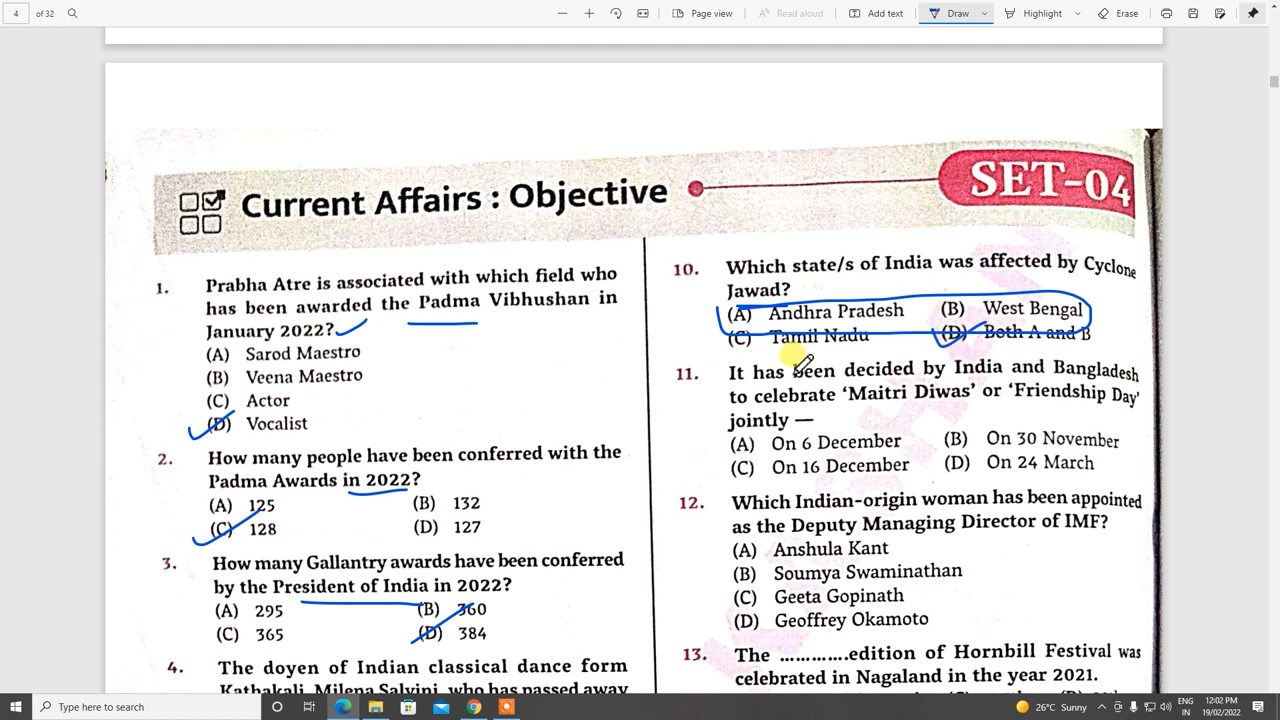 4
of 32
Page view
Read aloud
Add text
Draw
Highlight
Erase
Current Affairs : Objective
SET-04
1. Prabha Atre is associated with which field who
has been awarded the Padma Vibhushan in
January 2022?
(A) Sarod Maestro
(B) Veena Maestro
(C) Actor
(D) Vocalist
2. How many people have been conferred with the
Padma Awards in 2022?
(A) 125 (B) 132
(C) 128 (D) 127
3. How many Gallantry awards have been conferred
by the President of India in 2022?
(A) 295 (B) 360
(C) 365 (D) 384
4. The doyen of Indian classical dance form
Kathakali, Milena Salvini, who has passed away
10. Which state/s of India was affected by Cyclone
Jawad?
(A) Andhra Pradesh (B) West Bengal
(C) Tamil Nadu (D) Both A and B
11. It has been decided by India and Bangladesh
to celebrate ‘Maitri Diwas’ or ‘Friendship Day’
jointly —
(A) On 6 December (B) On 30 November
(C) On 16 December (D) On 24 March
12. Which Indian-origin woman has been appointed
as the Deputy Managing Director of IMF?
(A) Anshula Kant
(B) Soumya Swaminathan
(C) Geeta Gopinath
(D) Geoffrey Okamoto
13. The .............edition of Hornbill Festival was
celebrated in Nagaland in the year 2021.
Type here to search
26°C Sunny
ENG
IN
12:02 PM
19/02/2022